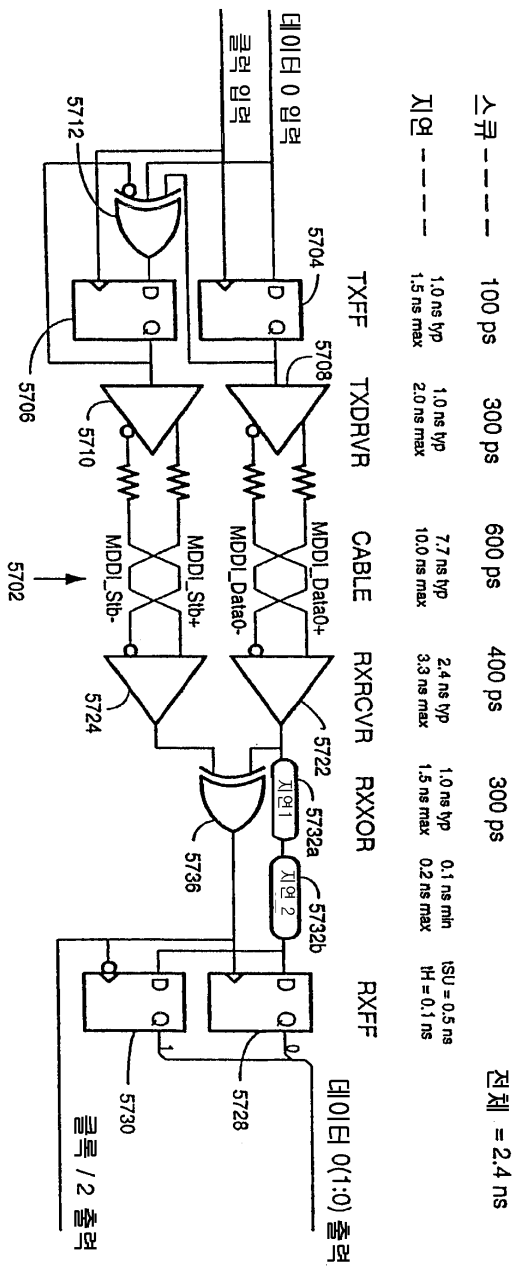 스큐 ---- 100 ps 300 ps 600 ps 400 ps 300 ps 전체 = 2.4 ns
지연 ---- 1.0 ns typ 1.0 ns typ 7.7 ns typ 2.4 ns typ 1.0 ns typ 0.1 ns min tSU = 0.5 ns
1.5 ns max 2.0 ns max 10.0 ns max 3.3 ns max 1.5 ns max 0.2 ns max tH = 0.1 ns
TXFF TXDRVR CABLE RXRCVR RXXOR RXFF
5704 5708 5722 5732a 5732b
데이터 0 입력
D Q
MDDI_Data0+
MDDI_Data0-
지연1
지연 2
D Q 0
데이터 0(1:0) 출력
5728
클럭 입력
5712
D Q
MDDI_Stb+
MDDI_Stb-
5736
D Q 1
5706
5710
5702
5724
5730
클록 / 2 출력